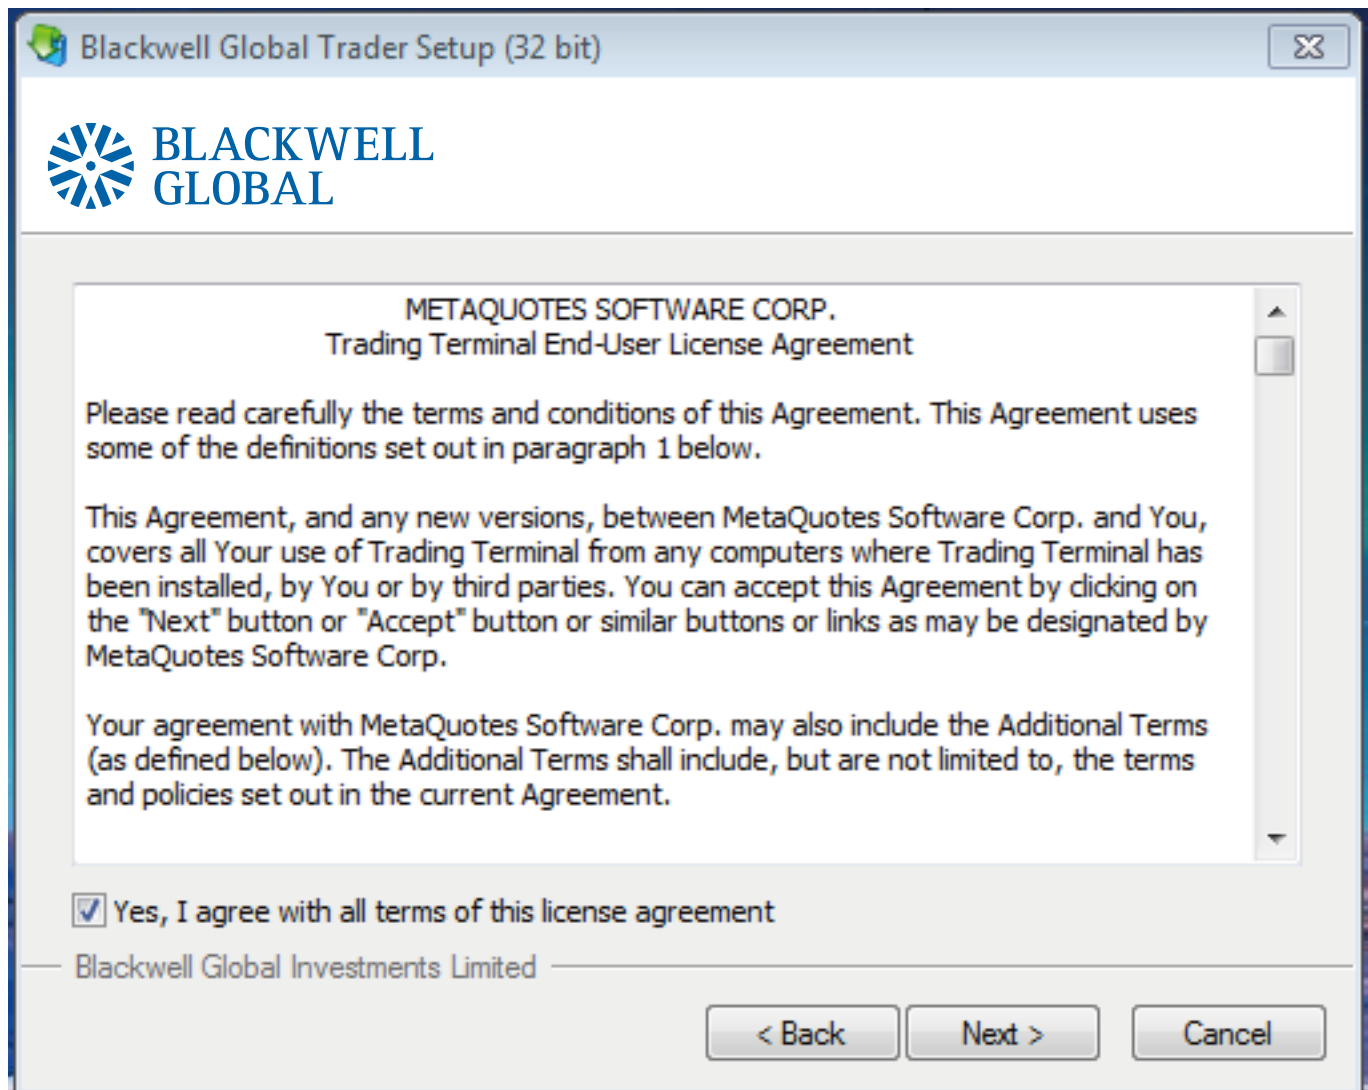 Blackwell Global Trader Setup (32 bit)
BLACKWELL
GLOBAL
METAQUOTES SOFTWARE CORP.
Trading Terminal End-User License Agreement
Please read carefully the terms and conditions of this Agreement. This Agreement uses
some of the definitions set out in paragraph 1 below.
This Agreement, and any new versions, between MetaQuotes Software Corp. and You,
covers all Your use of Trading Terminal from any computers where Trading Terminal has
been installed, by You or by third parties. You can accept this Agreement by clicking on
the "Next" button or "Accept" button or similar buttons or links as may be designated by
MetaQuotes Software Corp.
Your agreement with MetaQuotes Software Corp. may also include the Additional Terms
(as defined below). The Additional Terms shall include, but are not limited to, the terms
and policies set out in the current Agreement.
Yes, I agree with all terms of this license agreement
Blackwell Global Investments Limited
< Back Next > Cancel